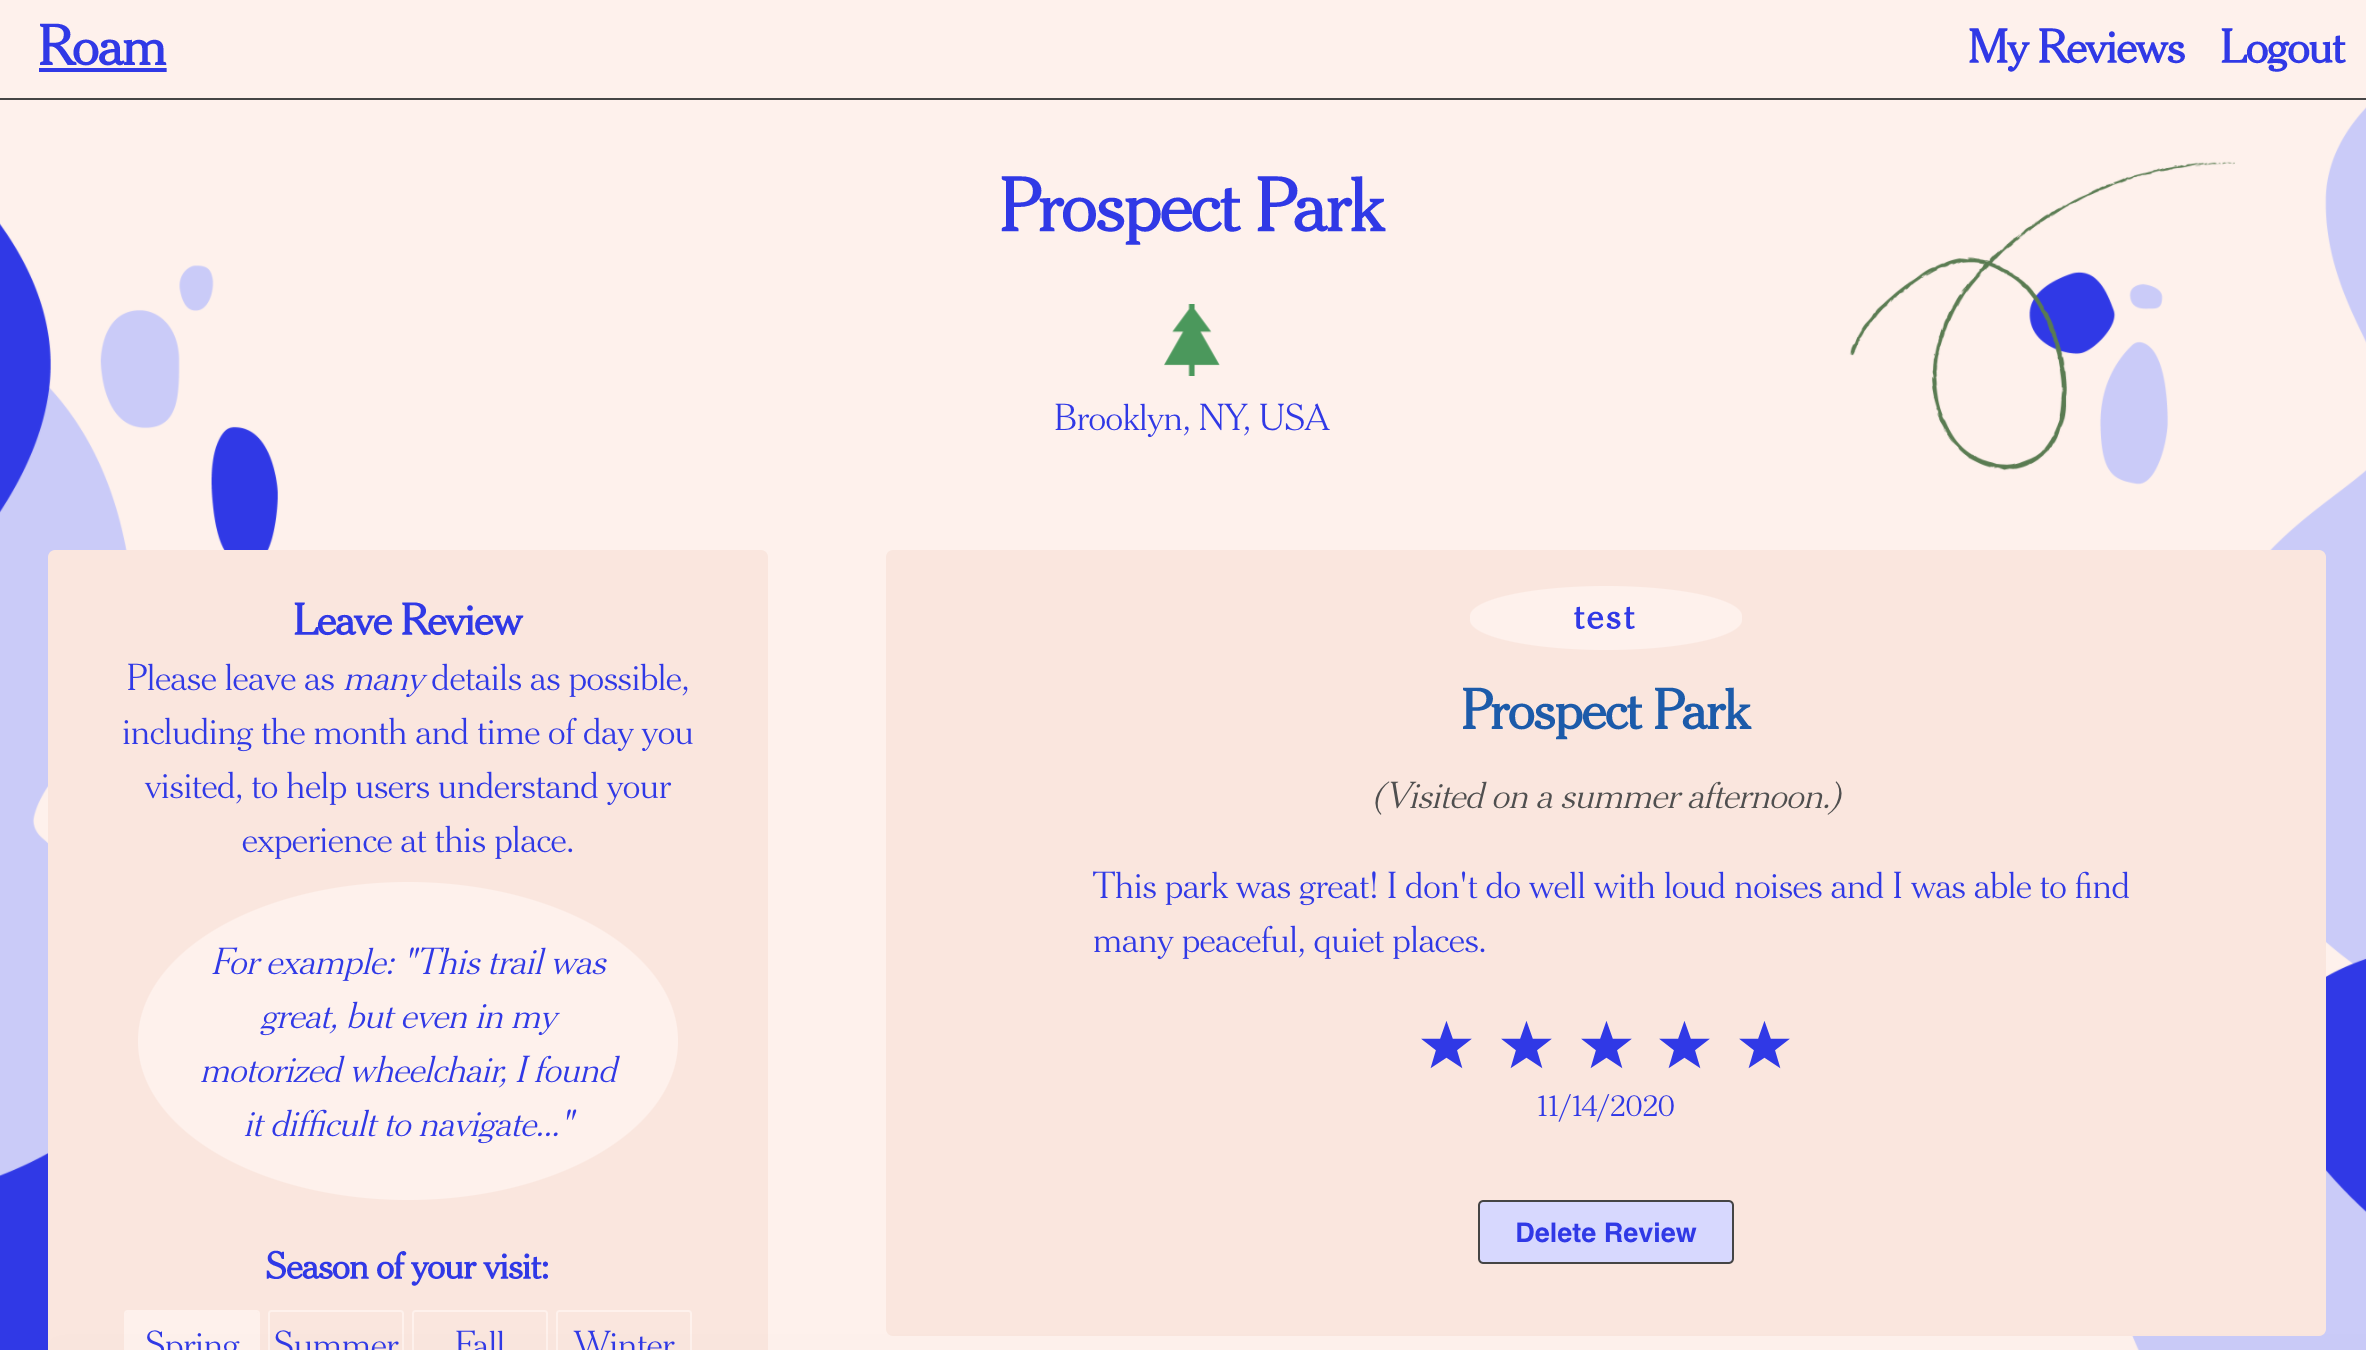 Roam
My Reviews
Logout
Prospect Park
Brooklyn, NY, USA
Leave Review
Please leave as many details as possible,
including the month and time of day you
visited, to help users understand your
experience at this place.
For example: "This trail was
great, but even in my
motorized wheelchair, I found
it difficult to navigate..."
Season of your visit:
Spring
Summer
Fall
Winter
test
Prospect Park
(Visited on a summer afternoon.)
This park was great! I don't do well with loud noises and I was able to find
many peaceful, quiet places.
11/14/2020
Delete Review